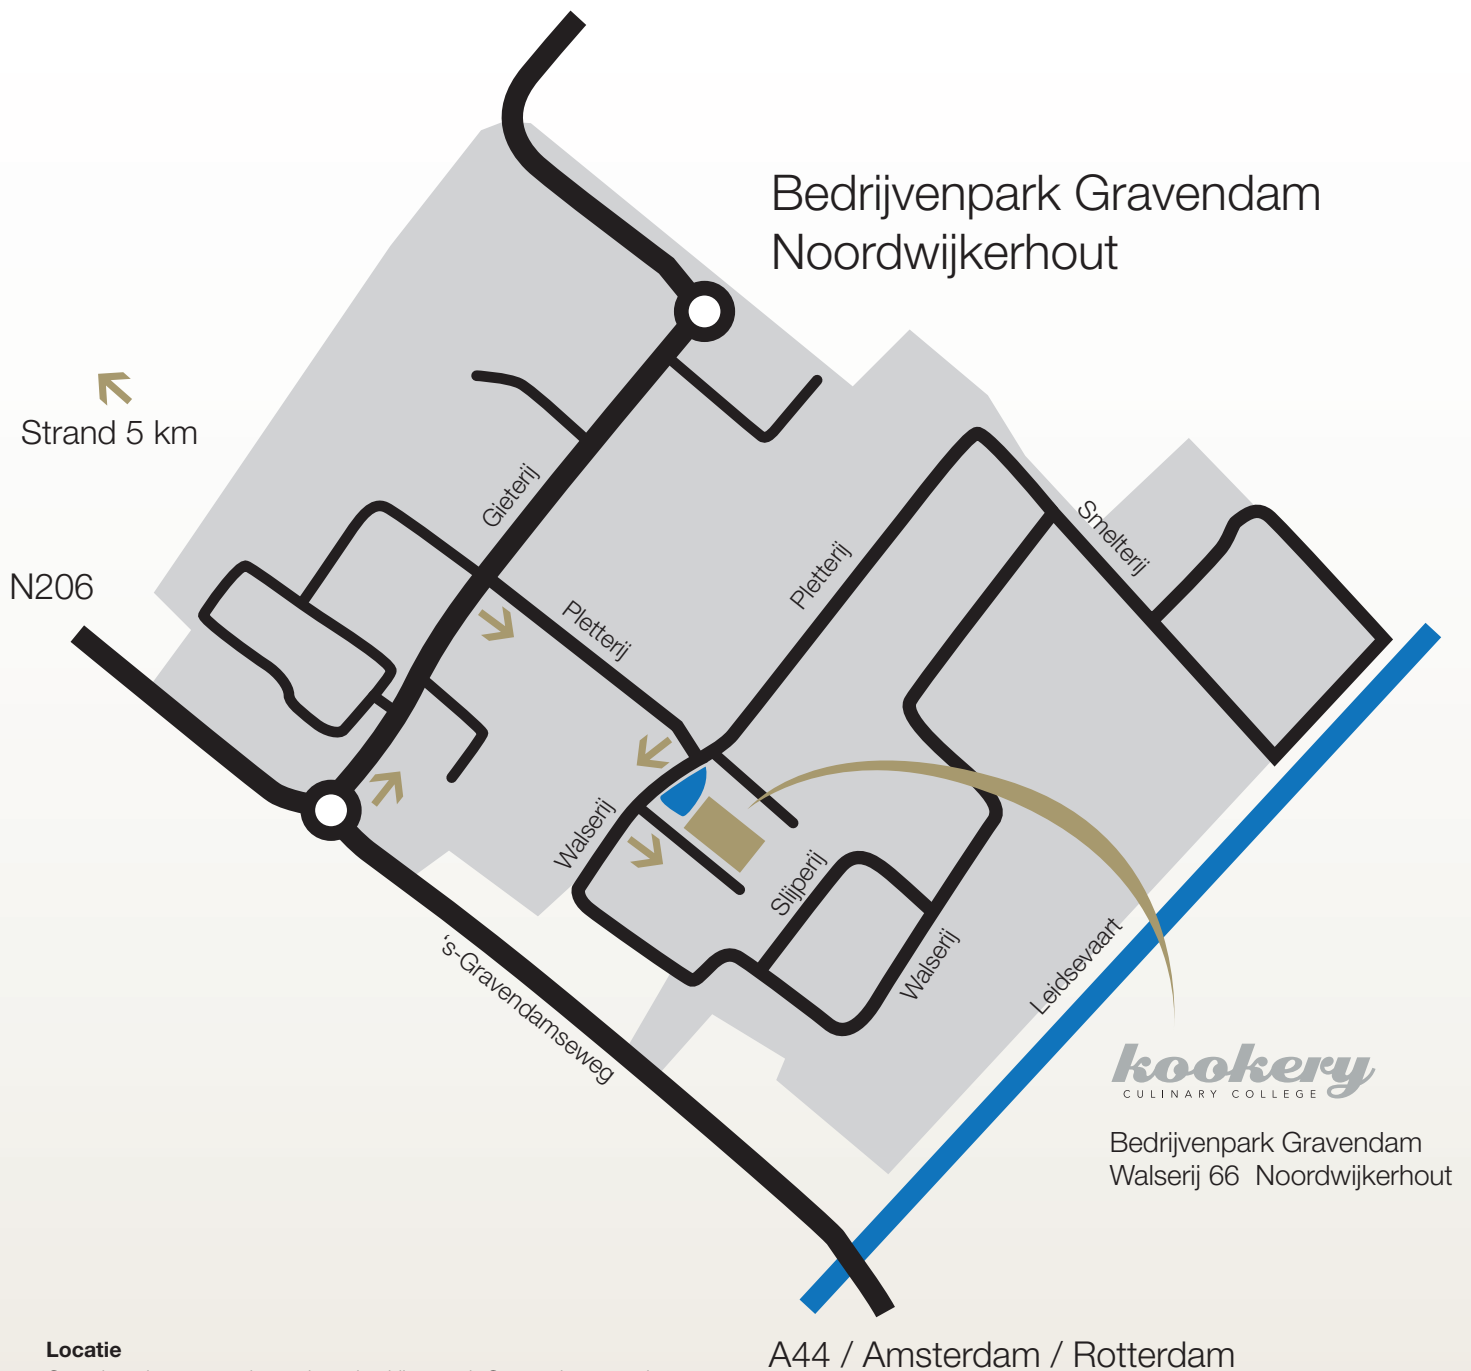 Bedrijvenpark Gravendam
Noordwijkerhout
Strand 5 km
Gieterij
N206
Pletterij
Pletterij
Smelterij
Walserij
Slijperij
Walserij
Leidsevaart
's-Gravendamseweg
kookery
CULINARY COLLEGE
Bedrijvenpark Gravendam
Walserij 66 Noordwijkerhout
Locatie
A44 / Amsterdam / Rotterdam